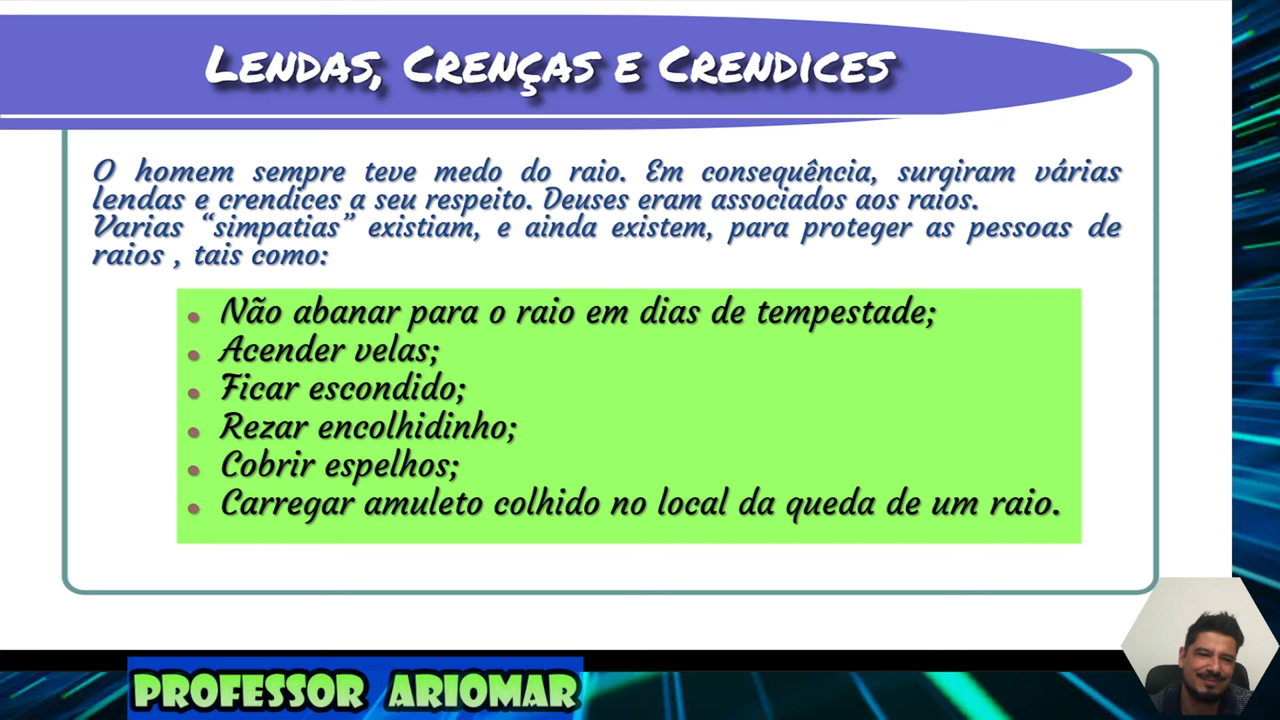 Lendas, Crenças e Crendices
O homem sempre teve medo do raio. Em consequência, surgiram várias
lendas e crendices a seu respeito. Deuses eram associados aos raios.
Varias “simpatias” existiam, e ainda existem, para proteger as pessoas de
raios , tais como:
• Não abanar para o raio em dias de tempestade;
• Acender velas;
• Ficar escondido;
• Rezar encolhidinho;
• Cobrir espelhos;
• Carregar amuleto colhido no local da queda de um raio.
PROFESSOR ARIOMAR